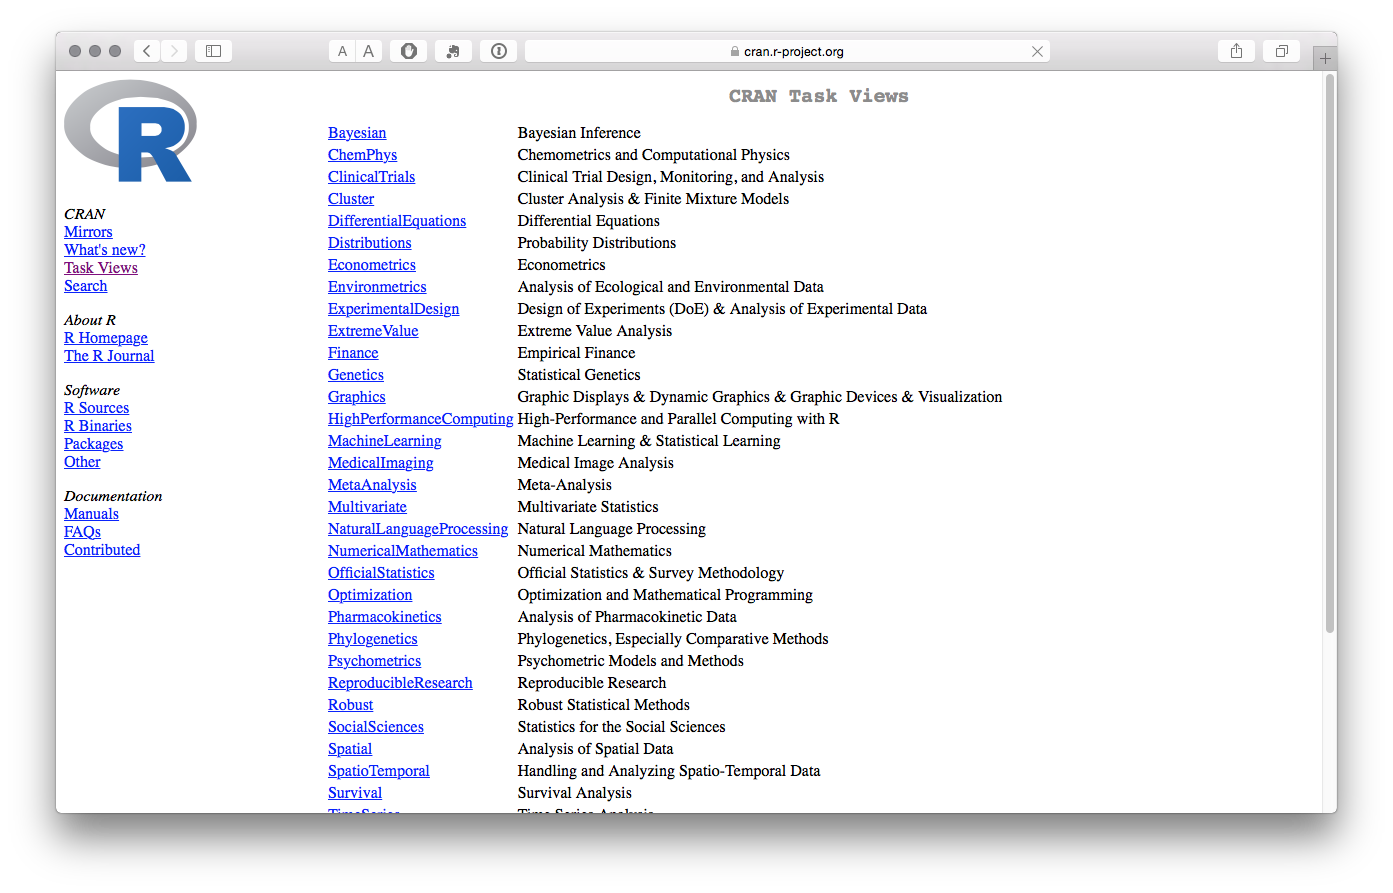 A A
cran.r-project.org
R
CRAN
Mirrors
What's new?
Task Views
Search
About R
R Homepage
The R Journal
Software
R Sources
R Binaries
Packages
Other
Documentation
Manuals
FAQs
Contributed
CRAN Task Views
Bayesian Bayesian Inference
ChemPhys Chemometrics and Computational Physics
ClinicalTrials Clinical Trial Design, Monitoring, and Analysis
Cluster Cluster Analysis & Finite Mixture Models
DifferentialEquations Differential Equations
Distributions Probability Distributions
Econometrics Econometrics
Environmetrics Analysis of Ecological and Environmental Data
ExperimentalDesign Design of Experiments (DoE) & Analysis of Experimental Data
ExtremeValue Extreme Value Analysis
Finance Empirical Finance
Genetics Statistical Genetics
Graphics Graphic Displays & Dynamic Graphics & Graphic Devices & Visualization
HighPerformanceComputing High-Performance and Parallel Computing with R
MachineLearning Machine Learning & Statistical Learning
MedicalImaging Medical Image Analysis
MetaAnalysis Meta-Analysis
Multivariate Multivariate Statistics
NaturalLanguageProcessing Natural Language Processing
NumericalMathematics Numerical Mathematics
OfficialStatistics Official Statistics & Survey Methodology
Optimization Optimization and Mathematical Programming
Pharmacokinetics Analysis of Pharmacokinetic Data
Phylogenetics Phylogenetics, Especially Comparative Methods
Psychometrics Psychometric Models and Methods
ReproducibleResearch Reproducible Research
Robust Robust Statistical Methods
SocialSciences Statistics for the Social Sciences
Spatial Analysis of Spatial Data
SpatioTemporal Handling and Analyzing Spatio-Temporal Data
Survival Survival Analysis
TimeSeries Time Series Analysis